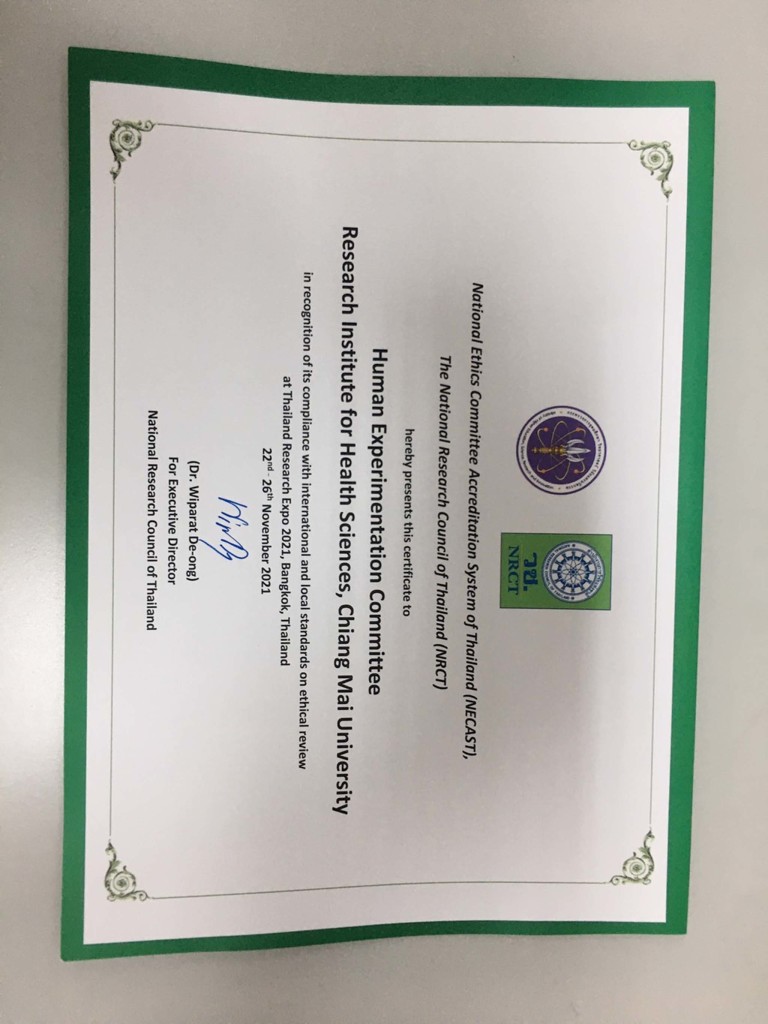 วช.
NRCT
National Ethics Committee Accreditation System of Thailand (NECAST),
The National Research Council of Thailand (NRCT)
hereby presents this certificate to
Human Experimentation Committee
Research Institute for Health Sciences, Chiang Mai University
in recognition of its compliance with international and local standards on ethical review
at Thailand Research Expo 2021, Bangkok, Thailand
22nd - 26th November 2021
(Dr. Wiparat De-ong)
For Executive Director
National Research Council of Thailand